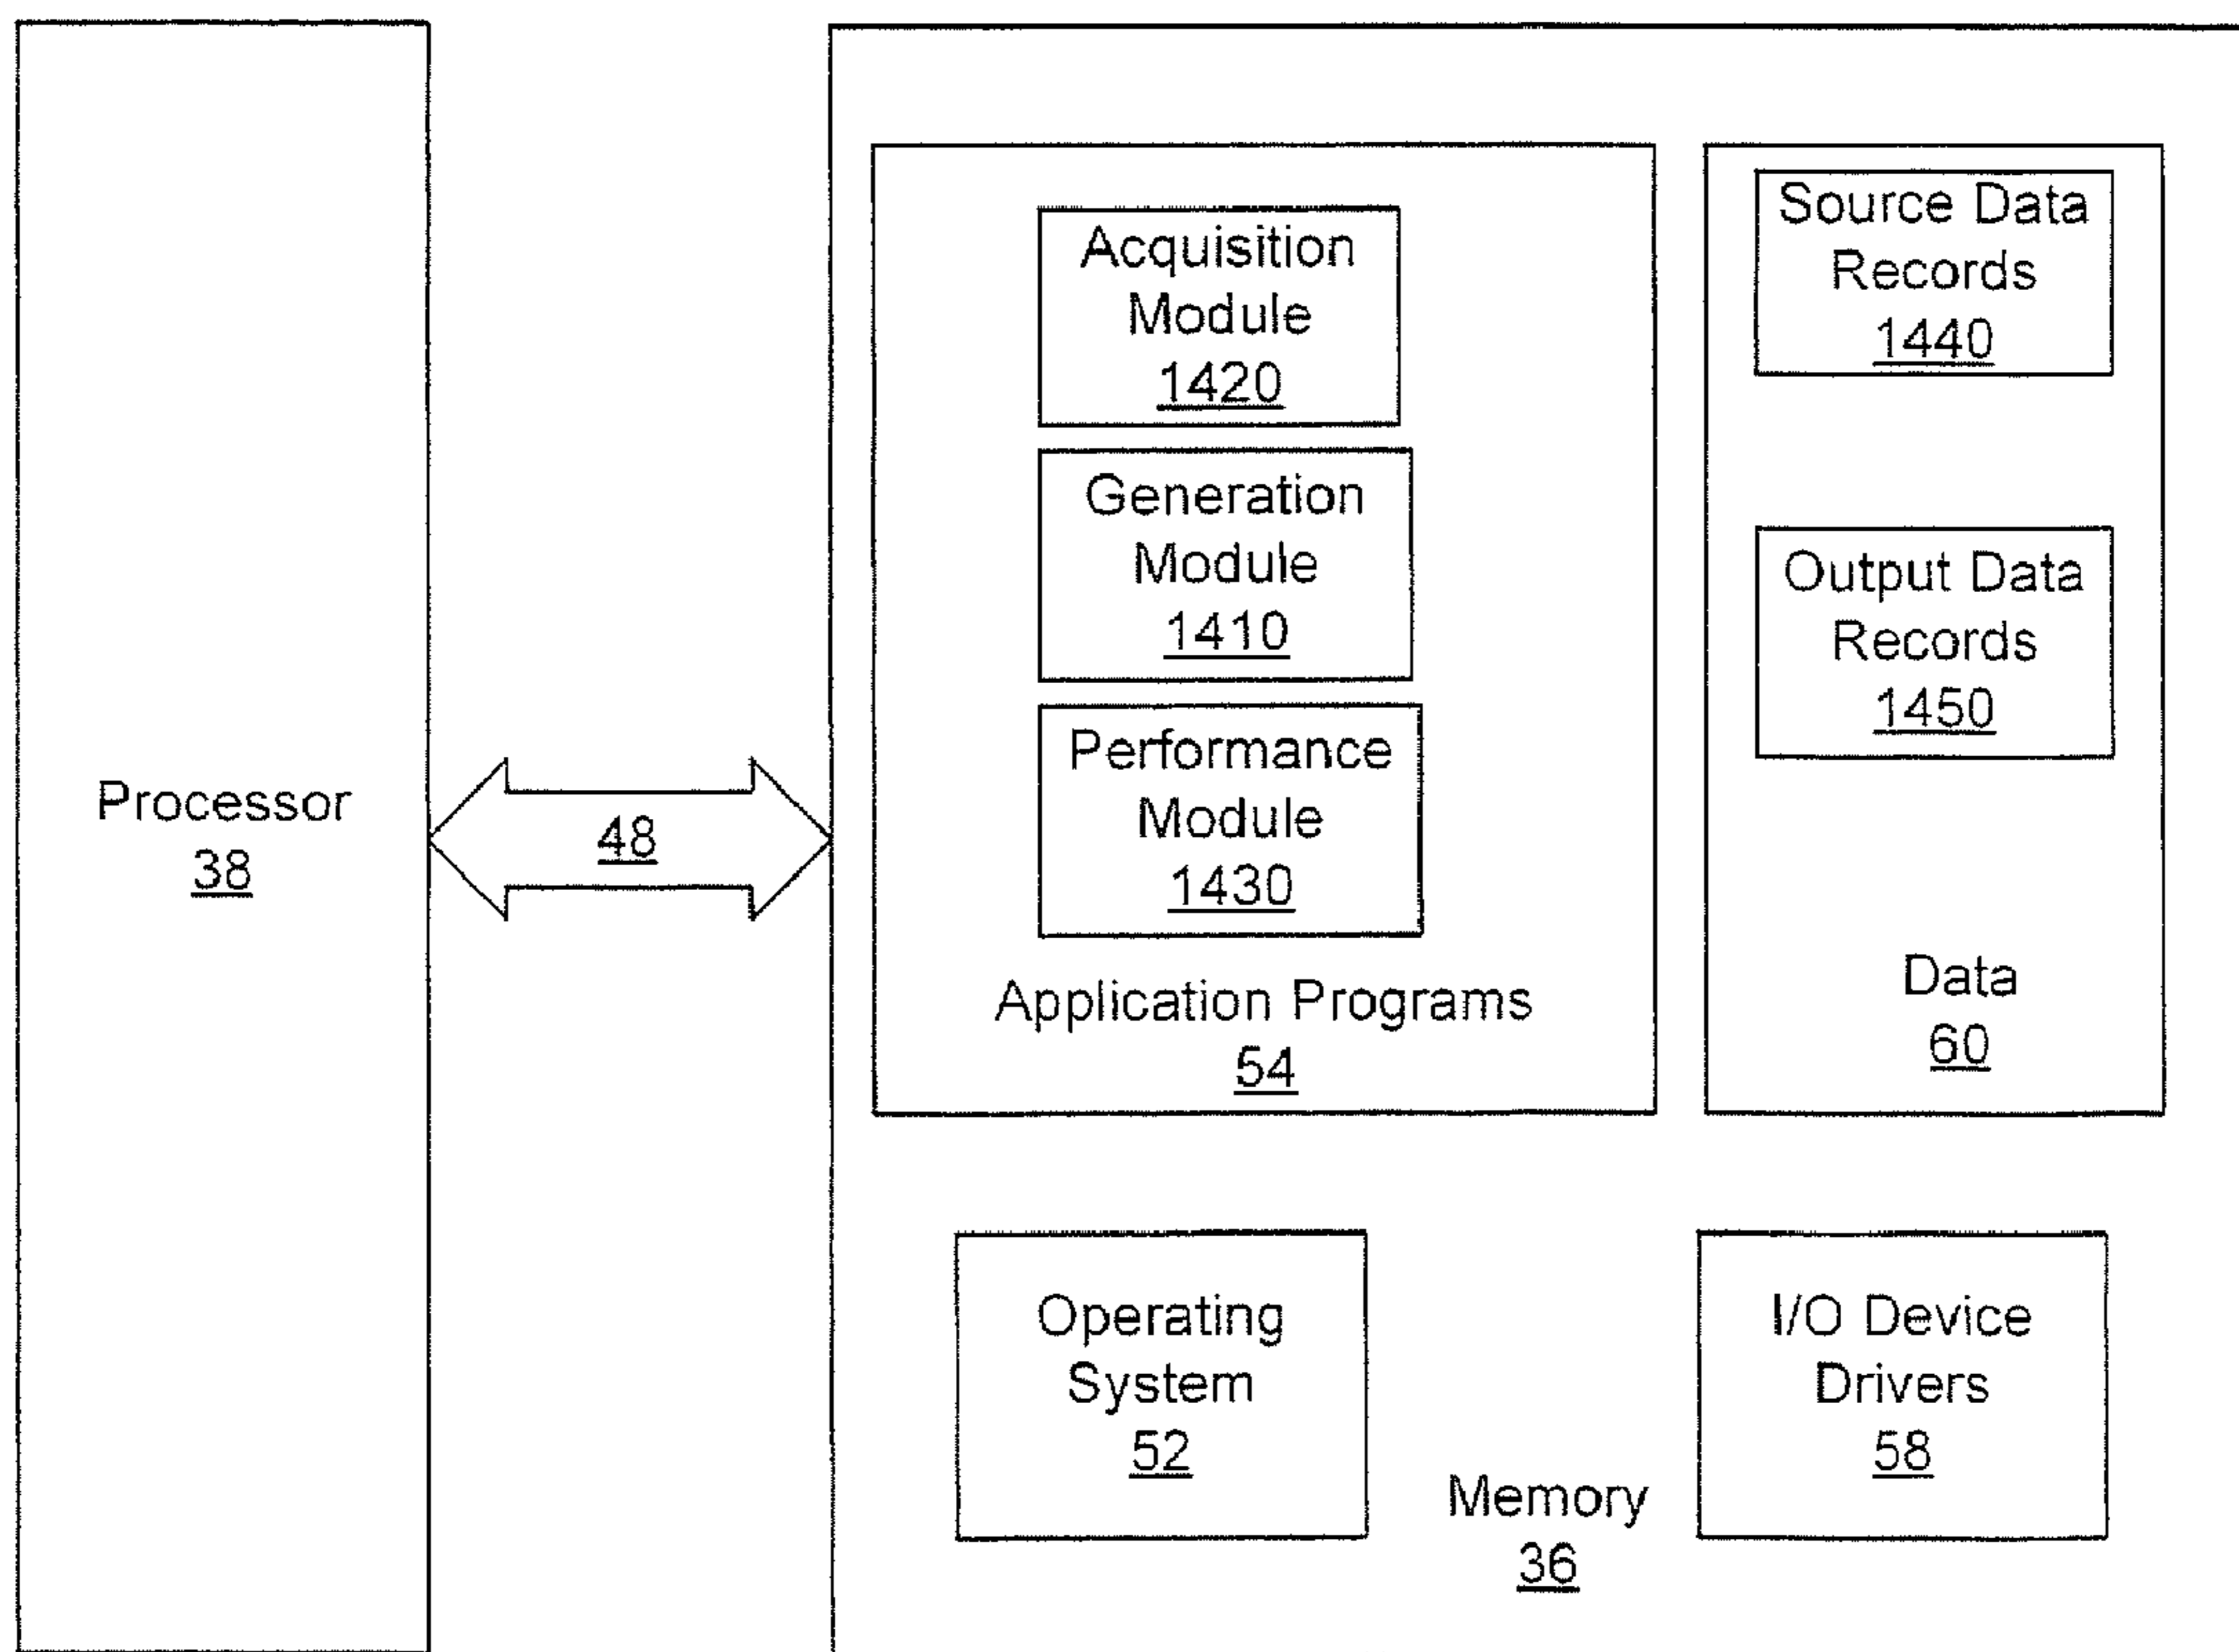 Processor
38
48
Acquisition
Module
1420
Generation
Module
1410
Performance
Module
1430
Application Programs
54
Source Data
Records
1440
Output Data
Records
1450
Data
60
Operating
System
52
I/O Device
Drivers
58
Memory
36